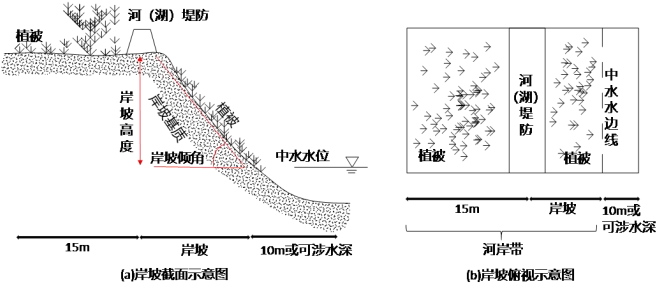 河（湖）堤防
植被
岸坡高度
岸坡基质
植被
岸坡倾角
中水水位
15m
岸坡
10m或可涉水深
(a)岸坡截面示意图
河（湖）堤防
中水水边线
植被
植被
15m
岸坡
10m或
可涉水深
河岸带
(b)岸坡俯视示意图